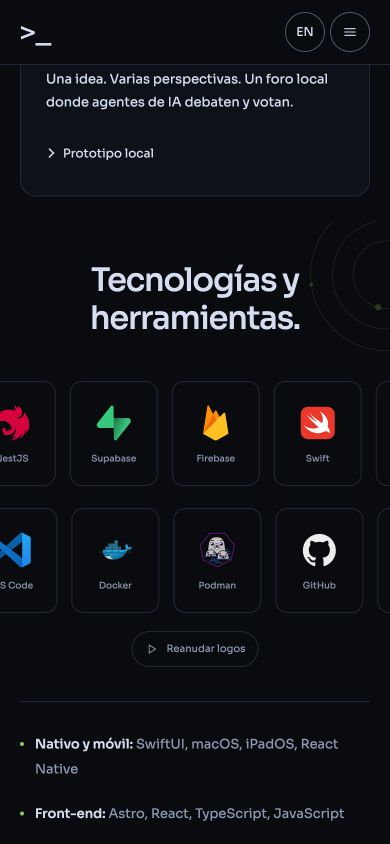 >_
EN
Una idea. Varias perspectivas. Un foro local
donde agentes de IA debaten y votan.
Prototipo local
Tecnologías y
herramientas.
NestJS
Supabase
Firebase
Swift
S Code
Docker
Podman
GitHub
Reanudar logos
Nativo y móvil: SwiftUI, macOS, iPadOS, React
Native
Front-end: Astro, React, TypeScript, JavaScript